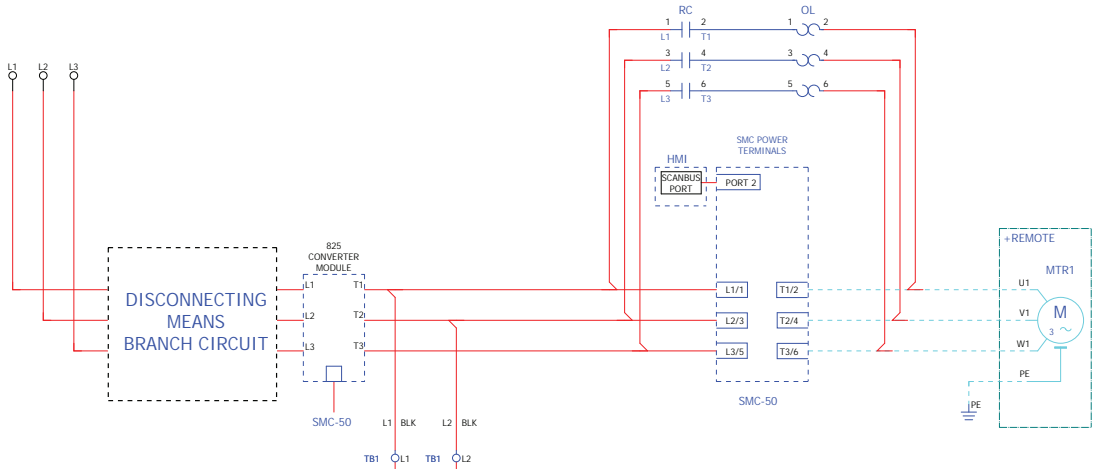 RC
OL
1
2
1
2
L1
T1
3
4
3
4
L2
T2
5
6
5
6
L3
T3
L1
L2
L3
SMC POWER
TERMINALS
HMI
SCANBUS
PORT
PORT 2
+REMOTE
MTR1
825
CONVERTER
MODULE
DISCONNECTING
MEANS
BRANCH CIRCUIT
L1
T1
L2
T2
L3
T3
L1/1
T1/2
L2/3
T2/4
L3/5
T3/6
U1
V1
W1
M
3 ~
PE
PE
SMC-50
SMC-50
L1
BLK
L2
BLK
TB1
L1
TB1
L2